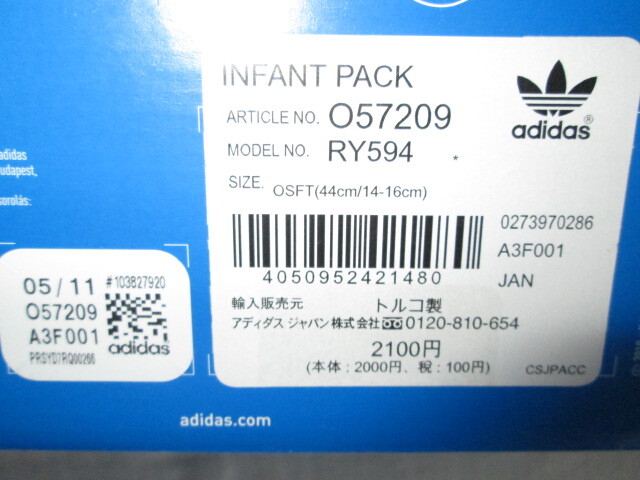 INFANT PACK
ARTICLE NO. O57209
MODEL NO. RY594 *
SIZE. OSFT(44cm/14-16cm)
adidas®
4050952421480
0273970286
A3F001
JAN
輸入販売元 トルコ製
アディダス ジャパン株式会社 0120-810-654
2100円
(本体:2000円、税:100円)
CSJPACC
adidas
udapest,
sorolás:
05/11 #103827920
O57209
A3F001 adidas
PRSYD7RQ00266
adidas.com